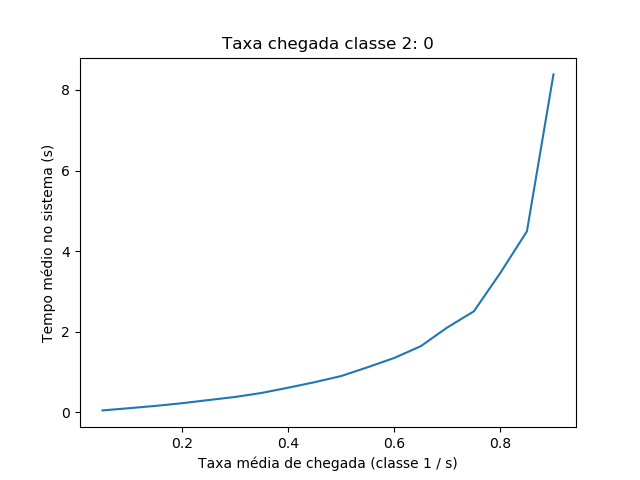 Taxa chegada classe 2: 0
8
6
4
2
0
Tempo médio no sistema (s)
0.2 0.4 0.6 0.8
Taxa média de chegada (classe 1 / s)